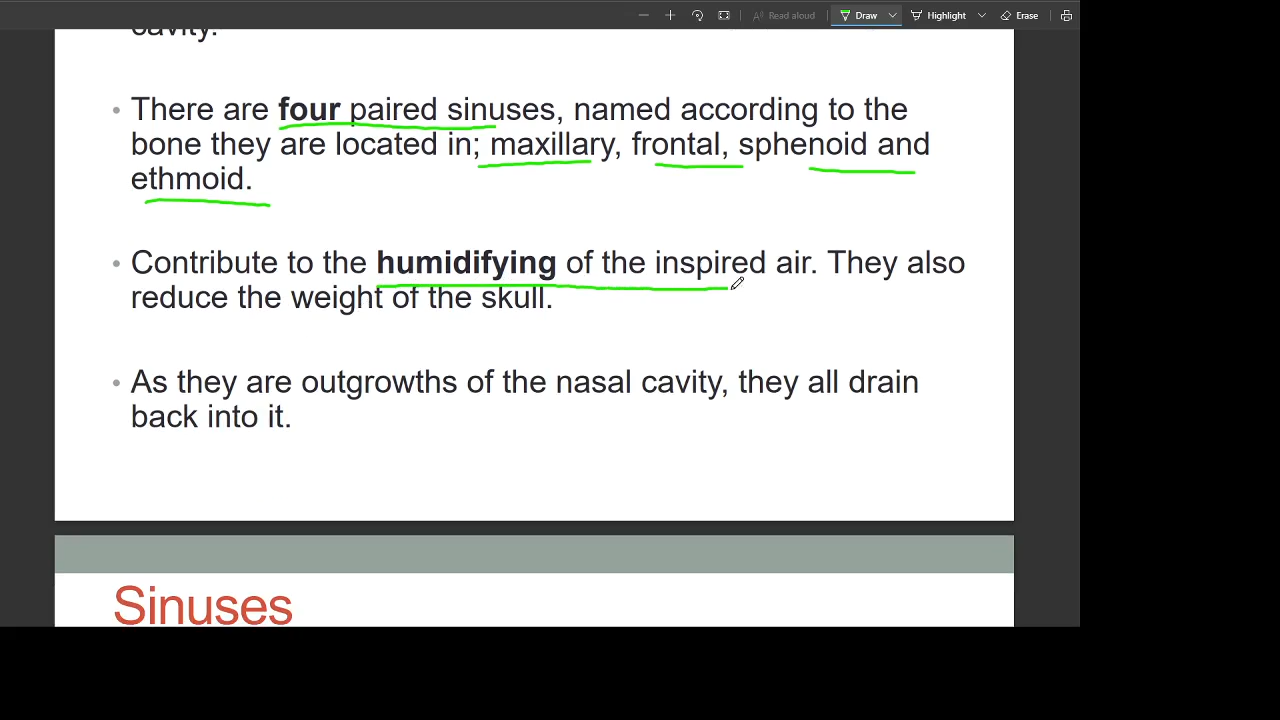 Read aloud Draw Highlight Erase
cavity.
• There are four paired sinuses, named according to the
bone they are located in; maxillary, frontal, sphenoid and
ethmoid.
• Contribute to the humidifying of the inspired air. They also
reduce the weight of the skull.
• As they are outgrowths of the nasal cavity, they all drain
back into it.
Sinuses